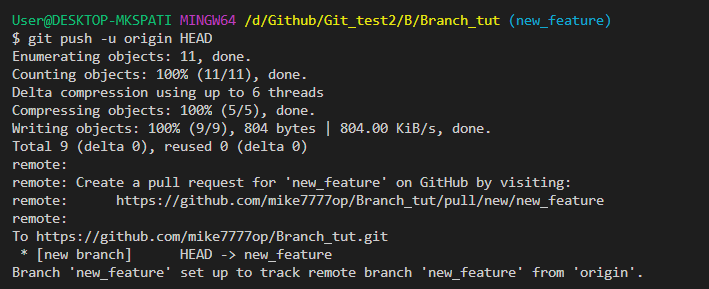 User@DESKTOP-MKSPATI MINGW64 /d/Github/Git_test2/B/Branch_tut (new_feature)
$ git push -u origin HEAD
Enumerating objects: 11, done.
Counting objects: 100% (11/11), done.
Delta compression using up to 6 threads
Compressing objects: 100% (5/5), done.
Writing objects: 100% (9/9), 804 bytes | 804.00 KiB/s, done.
Total 9 (delta 0), reused 0 (delta 0)
remote:
remote: Create a pull request for 'new_feature' on GitHub by visiting:
remote:      https://github.com/mike7777op/Branch_tut/pull/new/new_feature
remote:
To https://github.com/mike7777op/Branch_tut.git
 * [new branch]      HEAD -> new_feature
Branch 'new_feature' set up to track remote branch 'new_feature' from 'origin'.